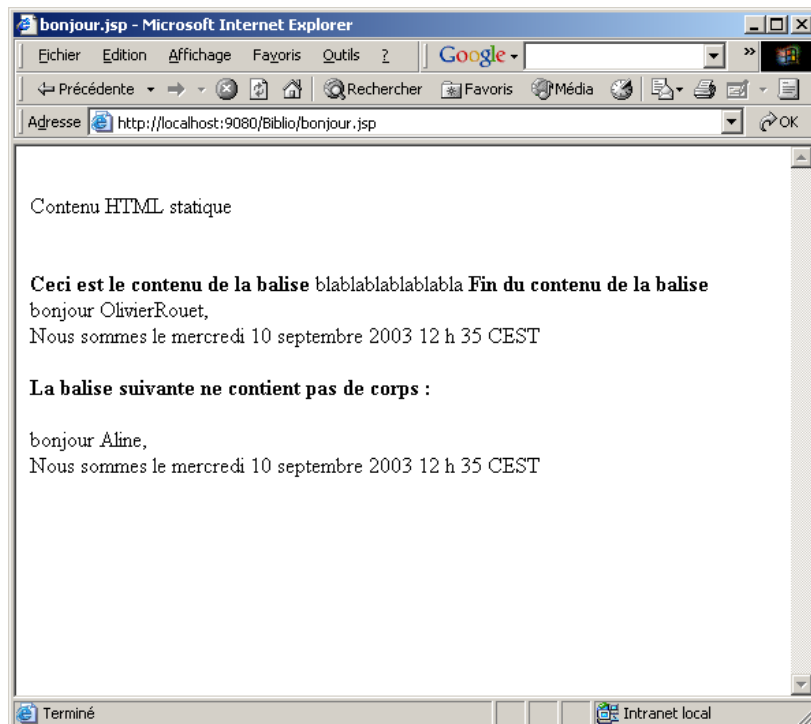 bonjour.jsp - Microsoft Internet Explorer
Fichier Edition Affichage Favoris Outils ? Google »
Précédente Rechercher Favoris Média
Adresse http://localhost:9080/Biblio/bonjour.jsp OK
Contenu HTML statique
Ceci est le contenu de la balise blablablablablabla Fin du contenu de la balise
bonjour OlivierRouet,
Nous sommes le mercredi 10 septembre 2003 12 h 35 CEST
La balise suivante ne contient pas de corps :
bonjour Aline,
Nous sommes le mercredi 10 septembre 2003 12 h 35 CEST
Terminé Intranet local